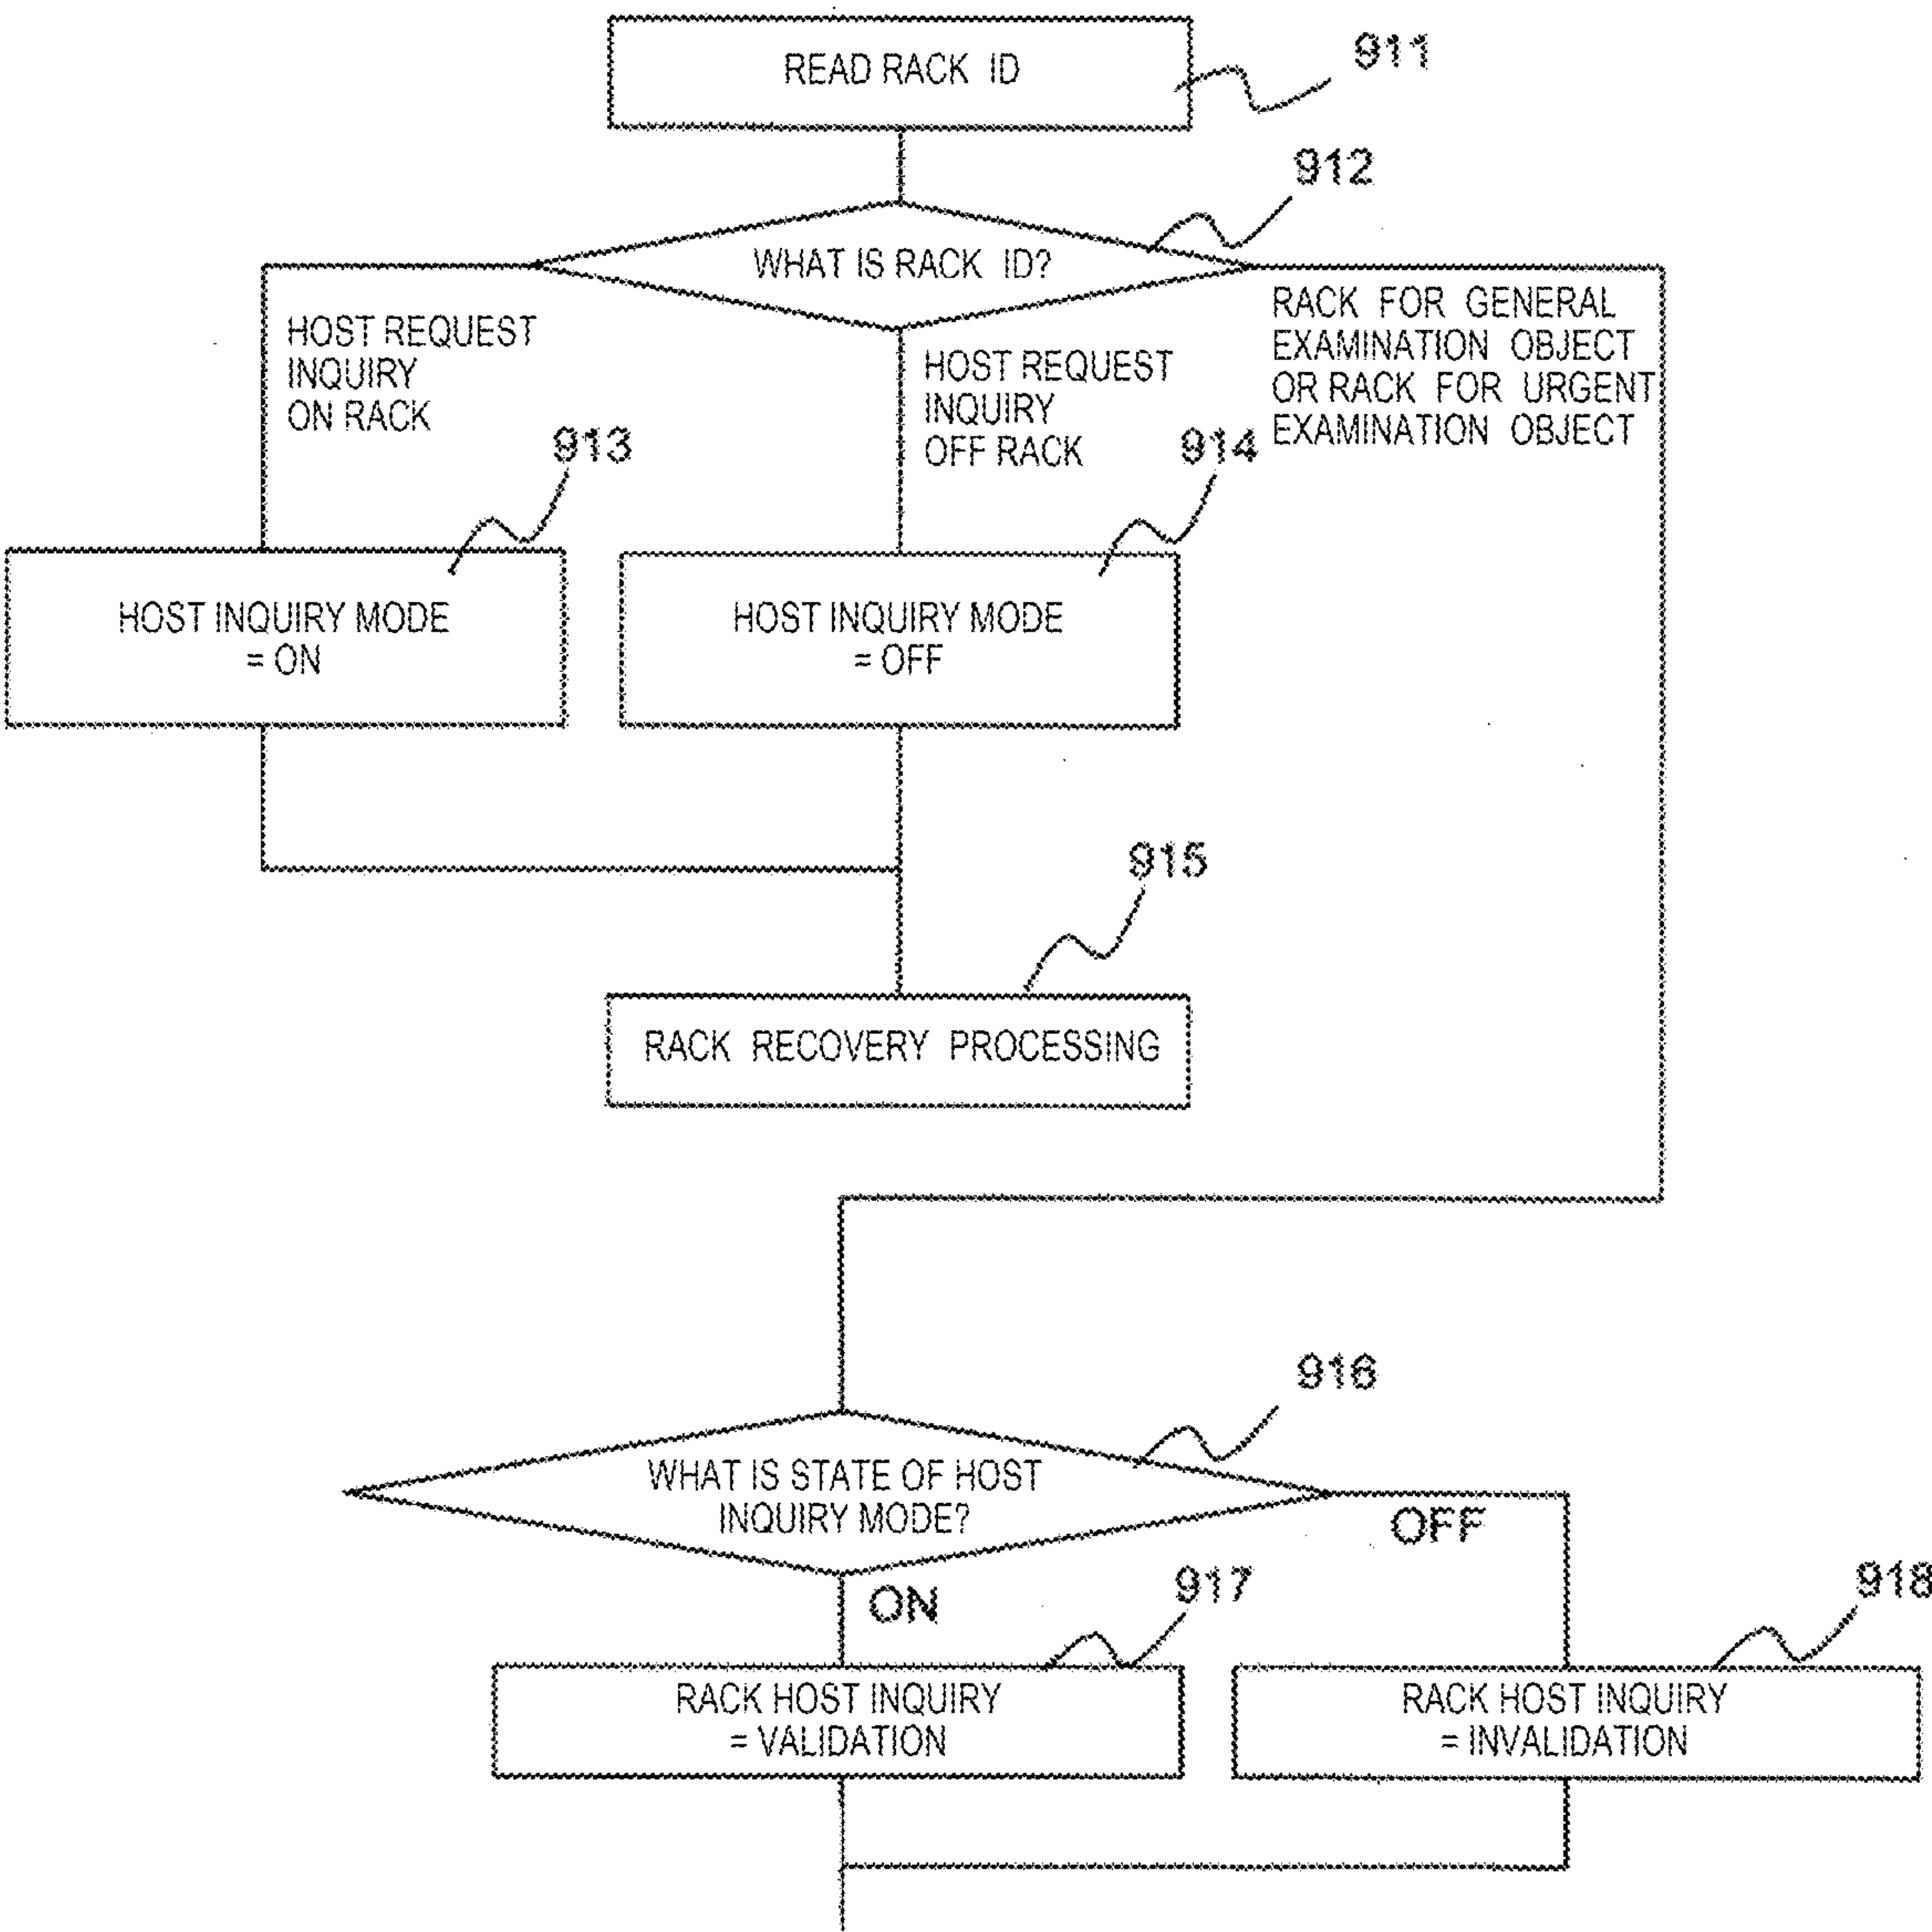 READ RACK ID
911
912
WHAT IS RACK ID?
HOST REQUEST
INQUIRY
ON RACK
HOST REQUEST
INQUIRY
OFF RACK
RACK FOR GENERAL
EXAMINATION OBJECT
OR RACK FOR URGENT
EXAMINATION OBJECT
913
914
HOST INQUIRY MODE
= ON
HOST INQUIRY MODE
= OFF
915
RACK RECOVERY PROCESSING
916
WHAT IS STATE OF HOST
INQUIRY MODE?
OFF
ON
917
918
RACK HOST INQUIRY
= VALIDATION
RACK HOST INQUIRY
= INVALIDATION